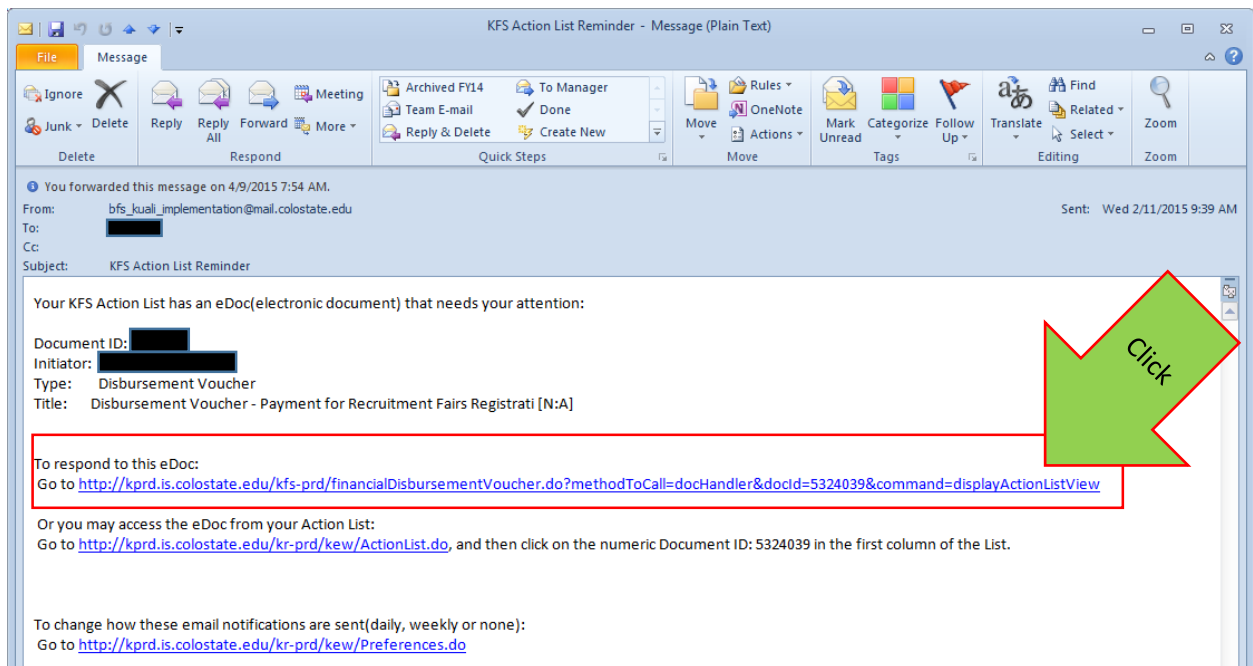 KFS Action List Reminder - Message (Plain Text)
File Message
Ignore
Junk
Delete
Reply
Reply All
Forward
Meeting
More
Archived FY14
Team E-mail
Reply & Delete
To Manager
Done
Create New
Move
Rules
OneNote
Actions
Mark Unread
Categorize
Follow Up
Translate
Find
Related
Select
Zoom
Delete Respond Quick Steps Move Tags Editing Zoom
You forwarded this message on 4/9/2015 7:54 AM.
From: bfs_kuali_implementation@mail.colostate.edu Sent: Wed 2/11/2015 9:39 AM
To:
Cc:
Subject: KFS Action List Reminder
Your KFS Action List has an eDoc(electronic document) that needs your attention:
Document ID:
Initiator:
Type: Disbursement Voucher
Title: Disbursement Voucher - Payment for Recruitment Fairs Registrati [N:A]
Click
To respond to this eDoc:
Go to http://kprd.is.colostate.edu/kfs-prd/financialDisbursementVoucher.do?methodToCall=docHandler&docId=5324039&command=displayActionListView
Or you may access the eDoc from your Action List:
Go to http://kprd.is.colostate.edu/kr-prd/kew/ActionList.do, and then click on the numeric Document ID: 5324039 in the first column of the List.
To change how these email notifications are sent(daily, weekly or none):
Go to http://kprd.is.colostate.edu/kr-prd/kew/Preferences.do